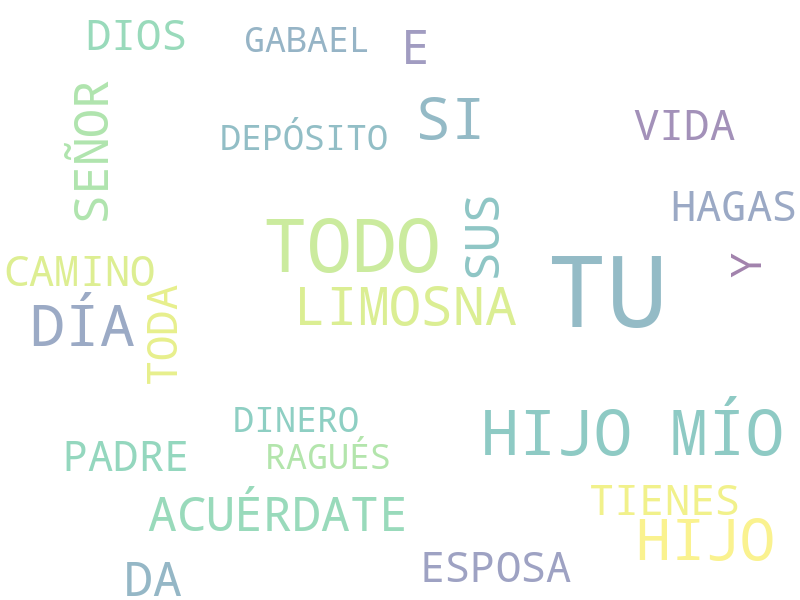 DIOS
GABAEL
E
SEÑOR
DEPÓSITO
SI
VIDA
HAGAS
TODO
SUS
TU
Y
CAMINO
LIMOSNA
DÍA
TODA
DINERO
HIJO MÍO
PADRE
RAGUÉS
ACUÉRDATE
TIENES
HIJO
DA
ESPOSA